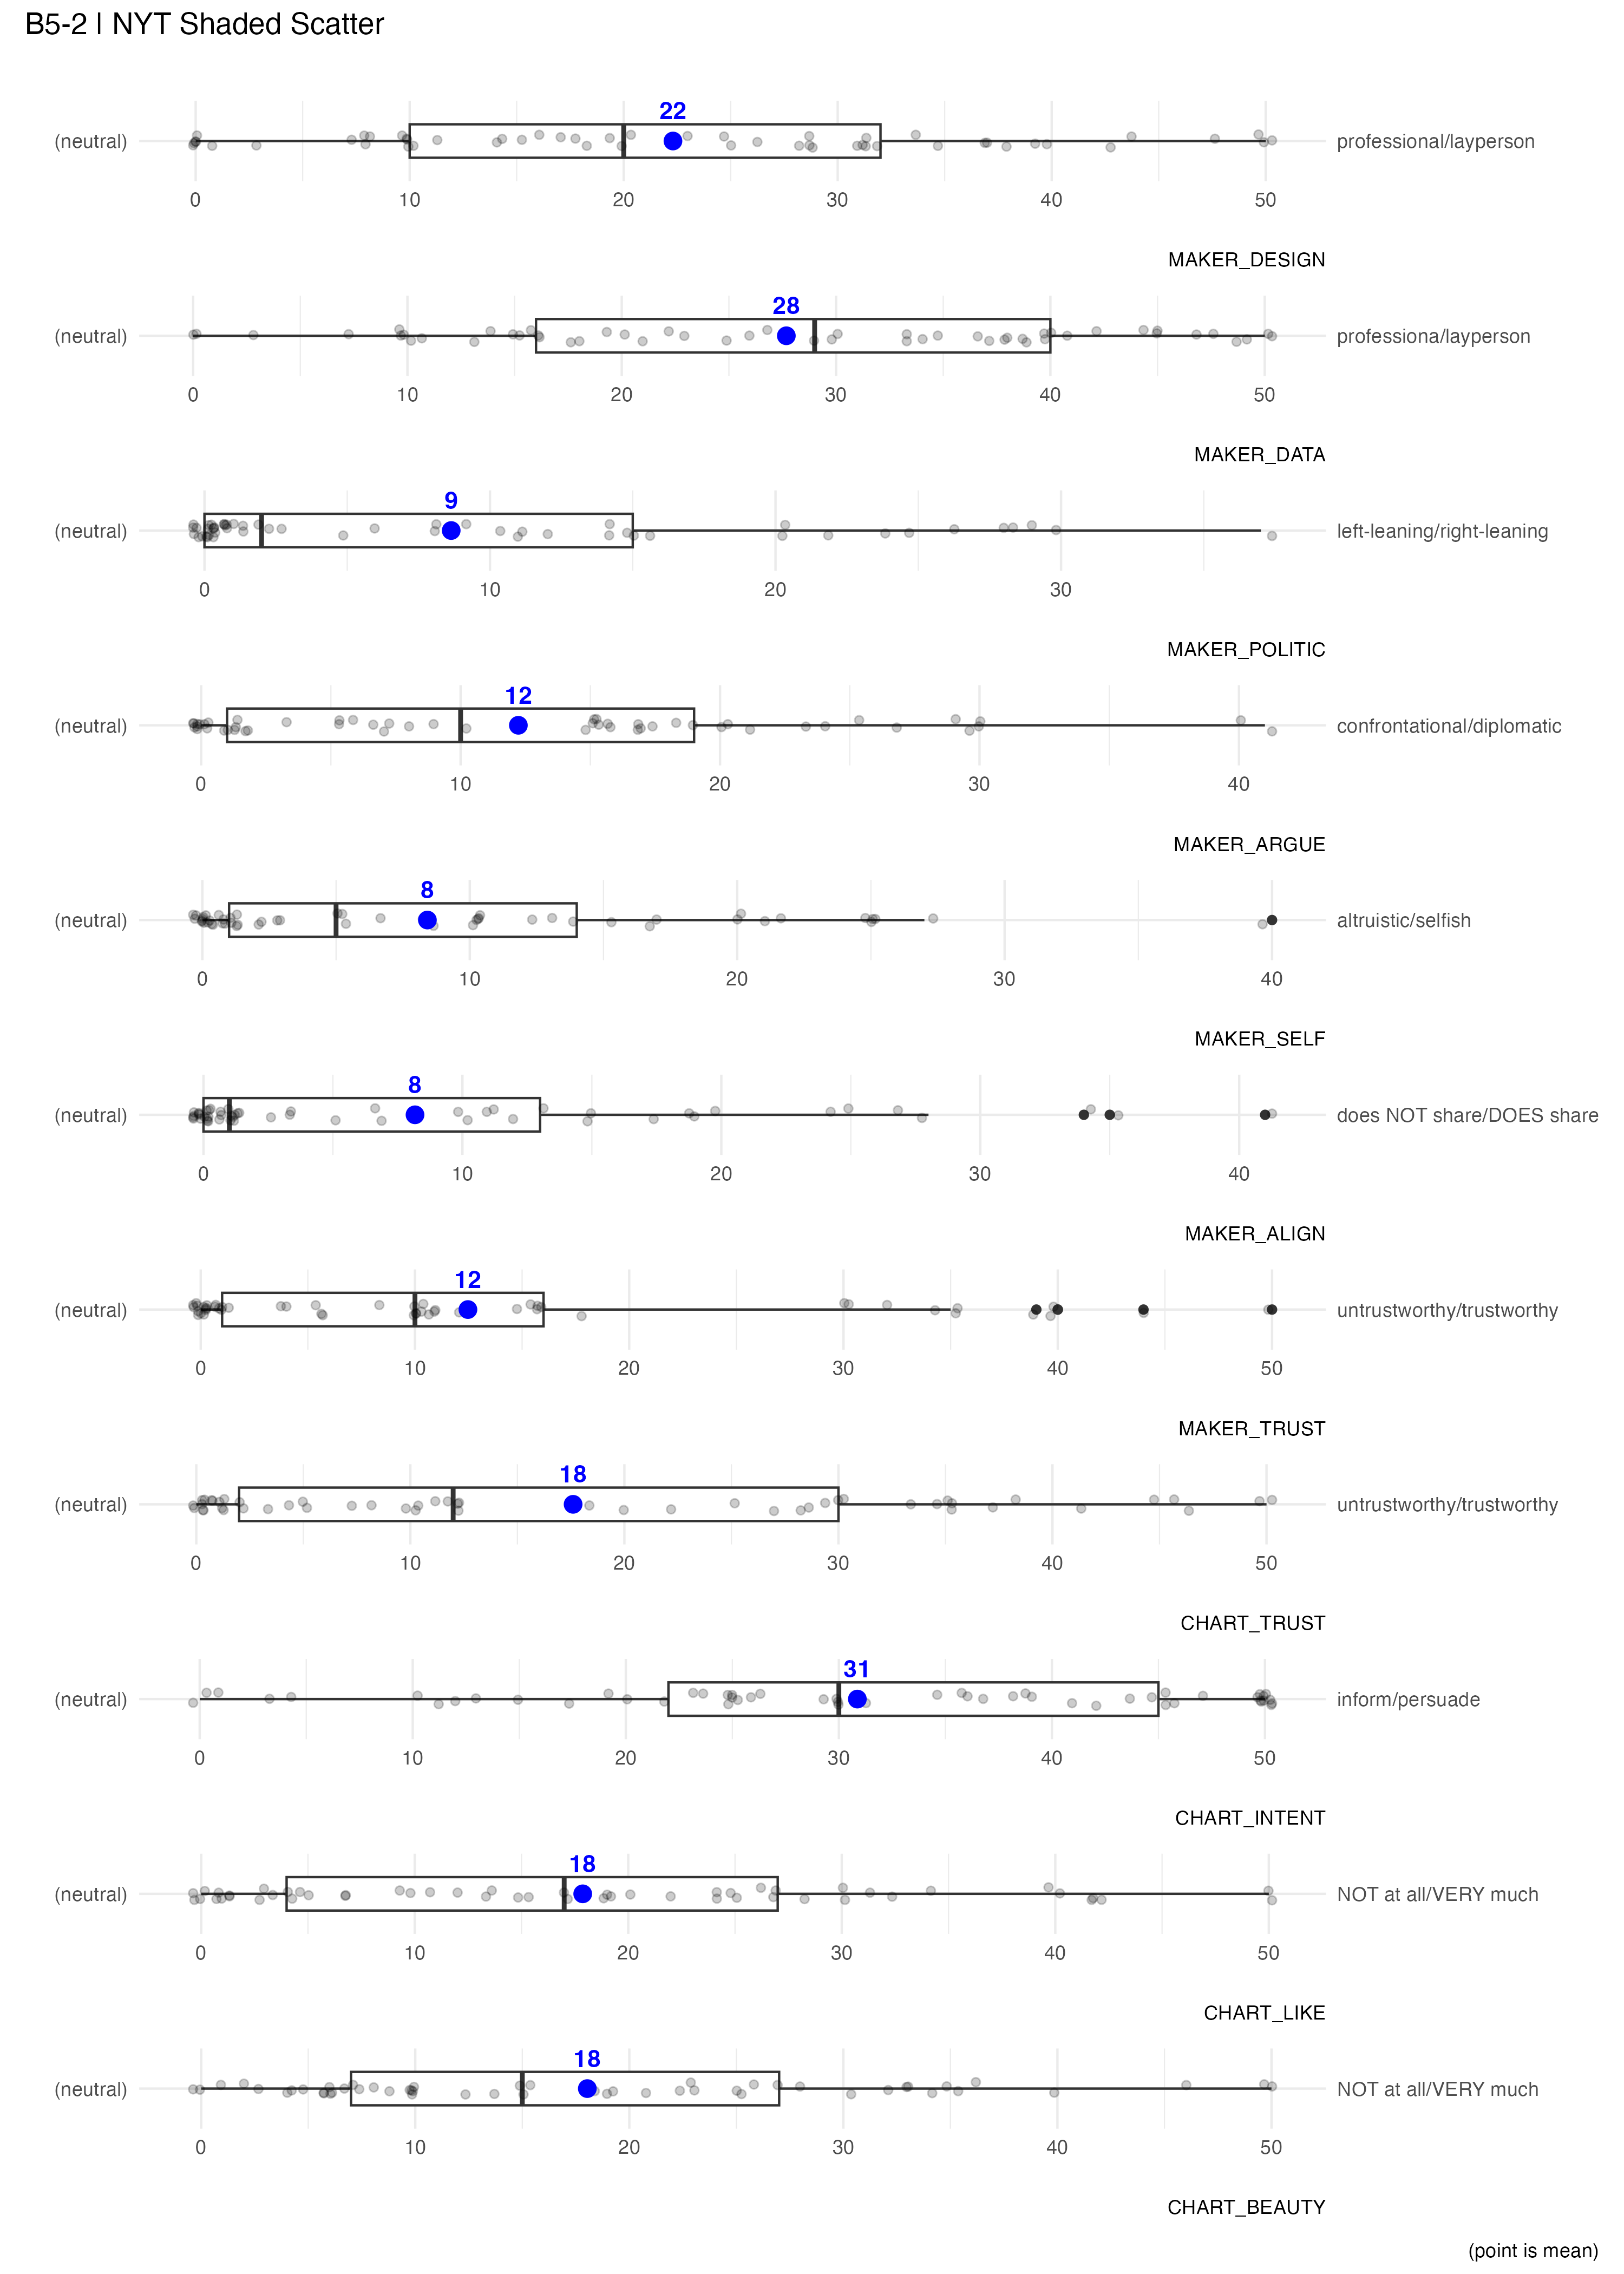 B5-2 | NYT Shaded Scatter
22
(neutral) professional/layperson
0 10 20 30 40 50
MAKER_DESIGN
28
(neutral) professiona/layperson
0 10 20 30 40 50
MAKER_DATA
9
(neutral) left-leaning/right-leaning
0 10 20 30
MAKER_POLITIC
12
(neutral) confrontational/diplomatic
0 10 20 30 40
MAKER_ARGUE
8
(neutral) altruistic/selfish
0 10 20 30 40
MAKER_SELF
8
(neutral) does NOT share/DOES share
0 10 20 30 40
MAKER_ALIGN
12
(neutral) untrustworthy/trustworthy
0 10 20 30 40 50
MAKER_TRUST
18
(neutral) untrustworthy/trustworthy
0 10 20 30 40 50
CHART_TRUST
31
(neutral) inform/persuade
0 10 20 30 40 50
CHART_INTENT
18
(neutral) NOT at all/VERY much
0 10 20 30 40 50
CHART_LIKE
18
(neutral) NOT at all/VERY much
0 10 20 30 40 50
CHART_BEAUTY
(point is mean)